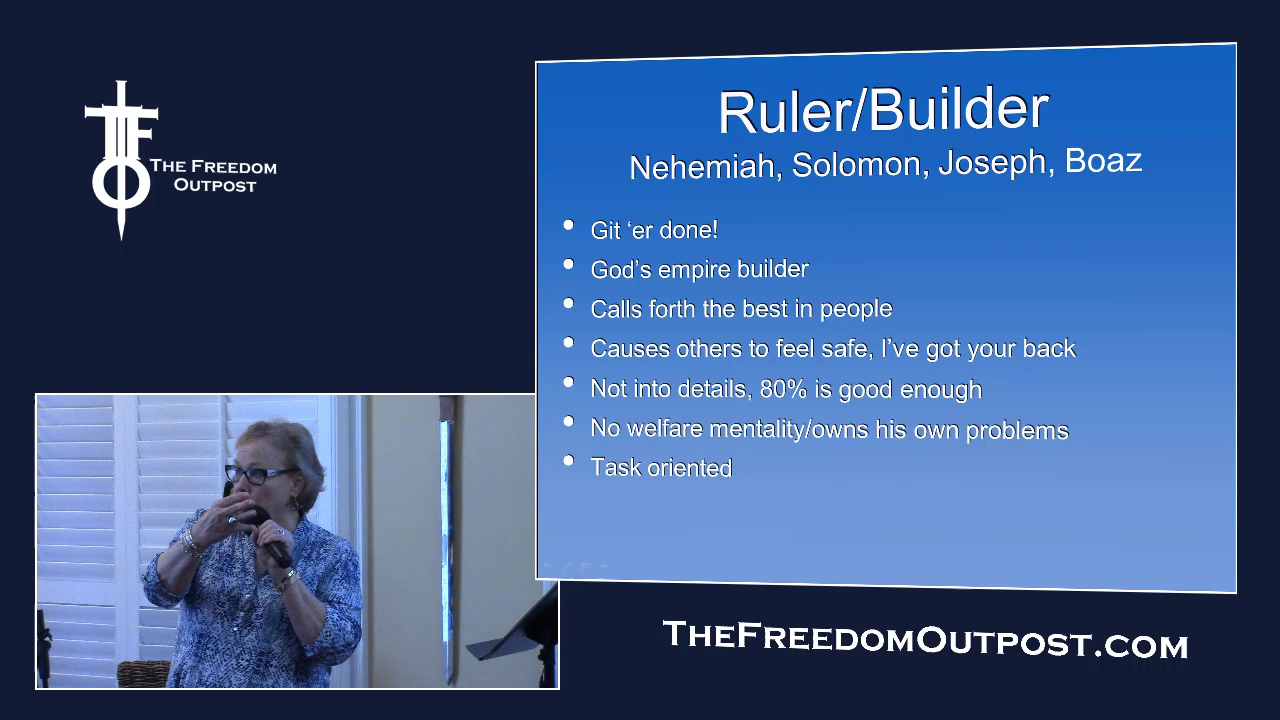 THE FREEDOM
OUTPOST
Ruler/Builder
Nehemiah, Solomon, Joseph, Boaz
• Git ‘er done!
• God’s empire builder
• Calls forth the best in people
• Causes others to feel safe, I’ve got your back
• Not into details, 80% is good enough
• No welfare mentality/owns his own problems
• Task oriented
THEFREEDOMOUTPOST.COM